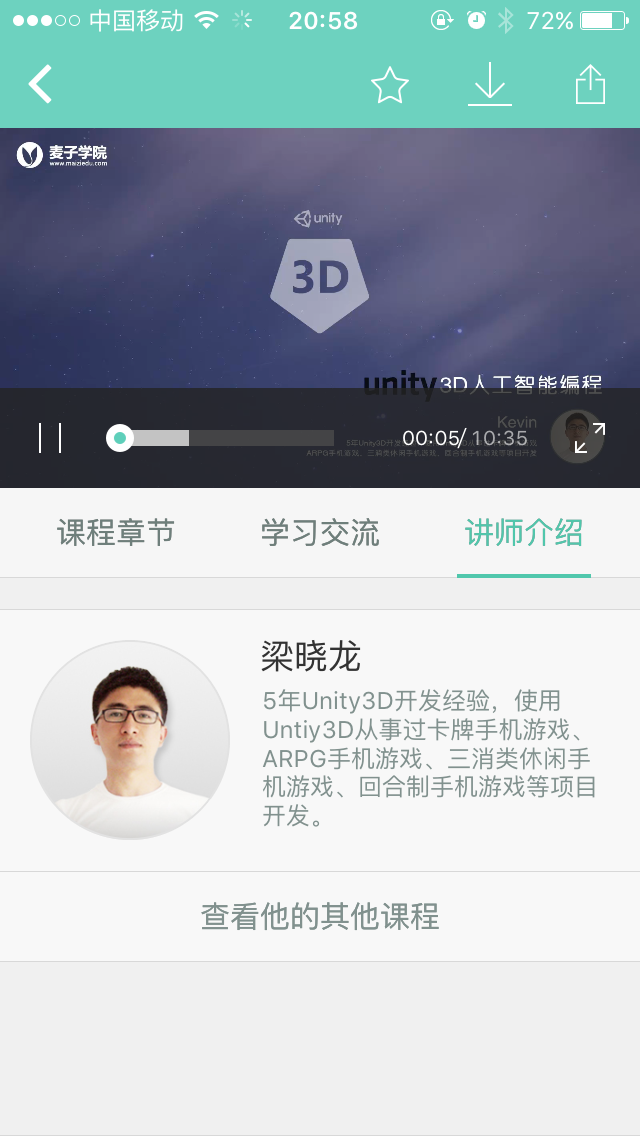 中国移动
20:58
72%
麦子学院
www.maiziedu.com
unity
3D
unity3D人工智能编程
Kevin
00:05/ 10:35
ARPG手机游戏、三消类休闲手机游戏、回合制手机游戏等项目开发
课程章节
学习交流
讲师介绍
梁晓龙
5年Unity3D开发经验，使用
Untiy3D从事过卡牌手机游戏、
ARPG手机游戏、三消类休闲手
机游戏、回合制手机游戏等项目
开发。
查看他的其他课程